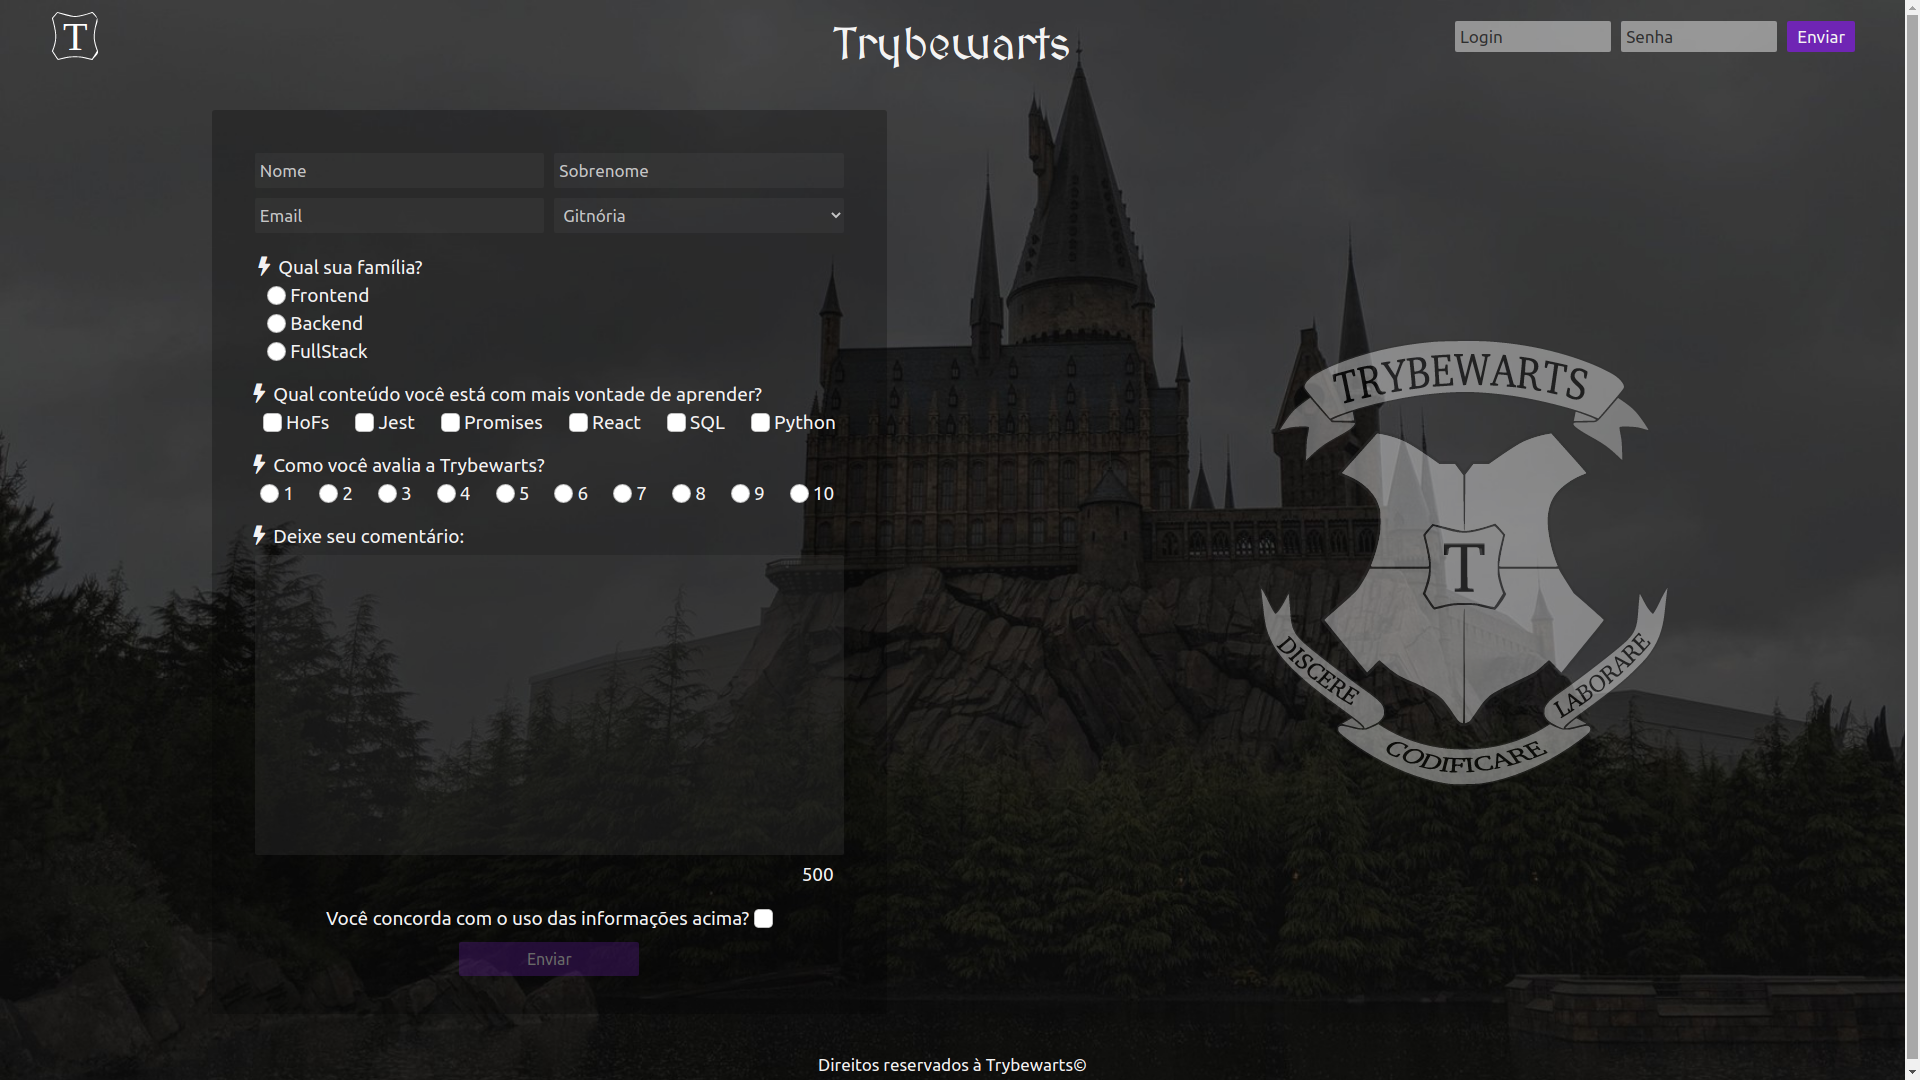 T
Trybewarts
Login
Senha
Enviar
Nome
Sobrenome
Email
Gitnória
Qual sua família?
Frontend
Backend
FullStack
Qual conteúdo você está com mais vontade de aprender?
HoFs Jest Promises React SQL Python
Como você avalia a Trybewarts?
1 2 3 4 5 6 7 8 9 10
Deixe seu comentário:
500
Você concorda com o uso das informações acima?
Enviar
TRYBEWARTS
T
DISCERE
CODIFICARE
LABORARE
Direitos reservados à Trybewarts©